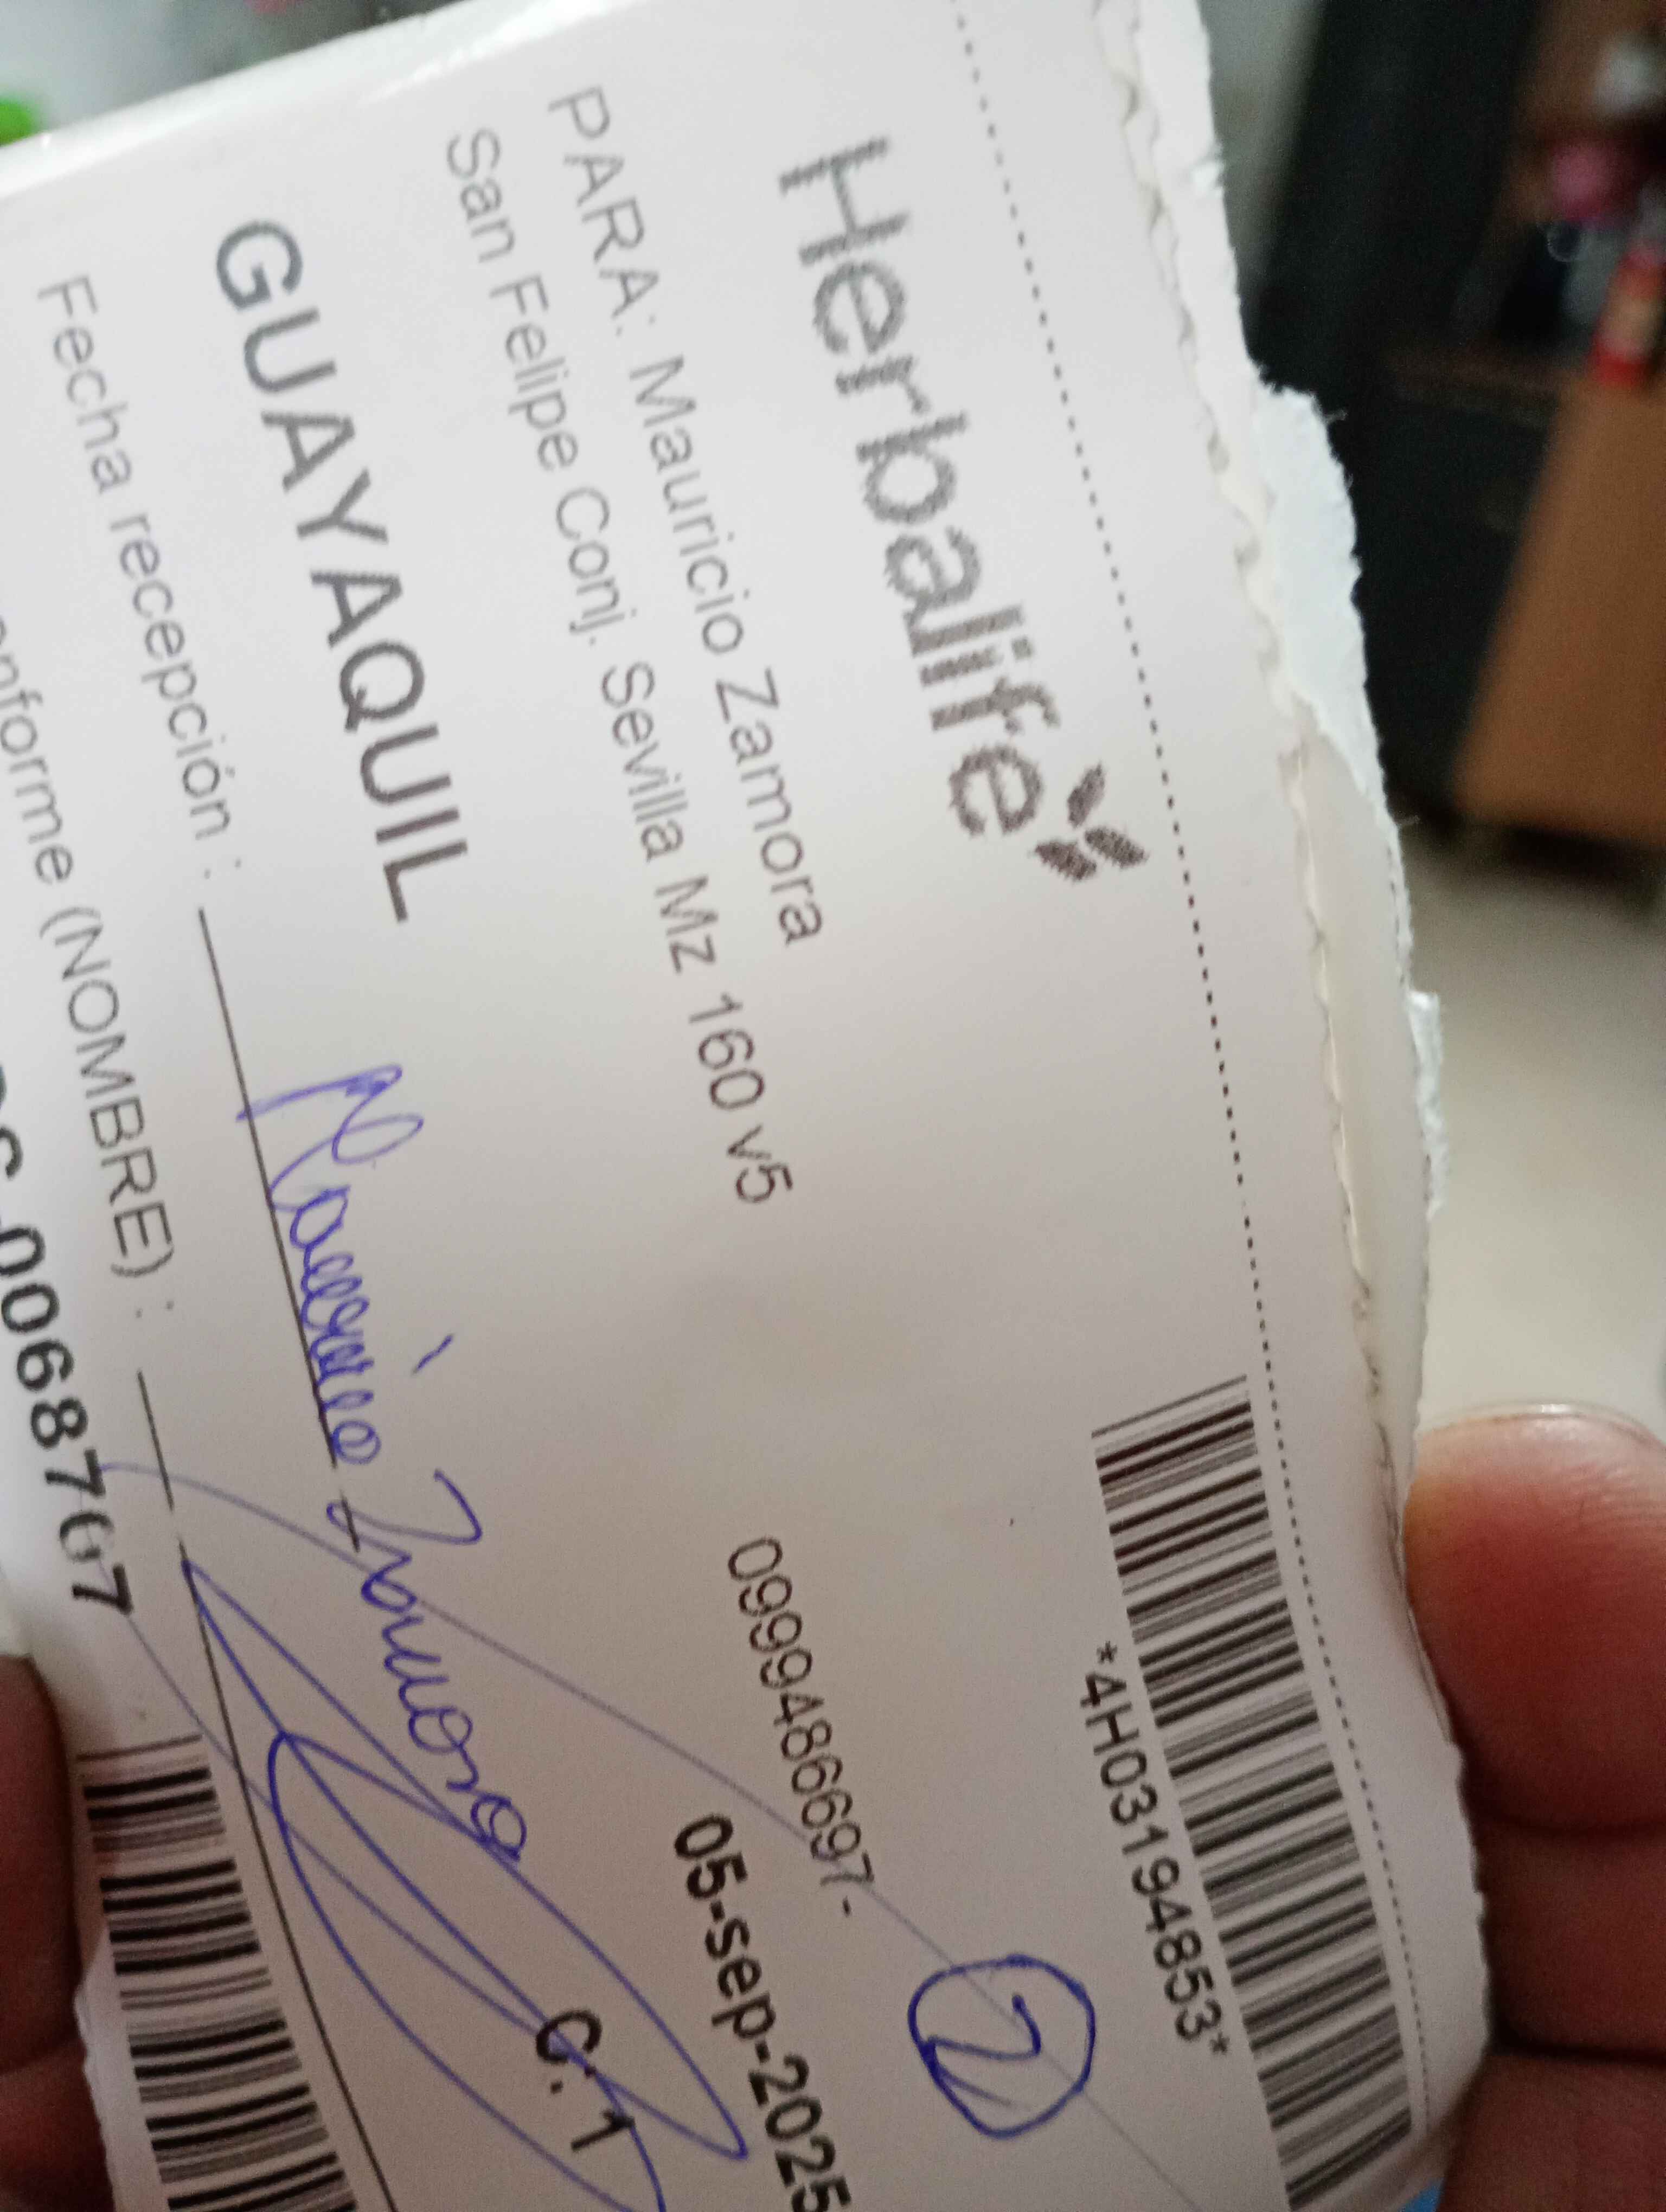 *4H03194853*
Herbalife
2
PARA: Mauricio Zamora
0999486697-
San Felipe Conj. Sevilla Mz 160 v5
05-sep-2025
GUAYAQUIL
C: 1
Fecha recepción :
Mauricio Zamora
onforme (NOMBRE) :
00687